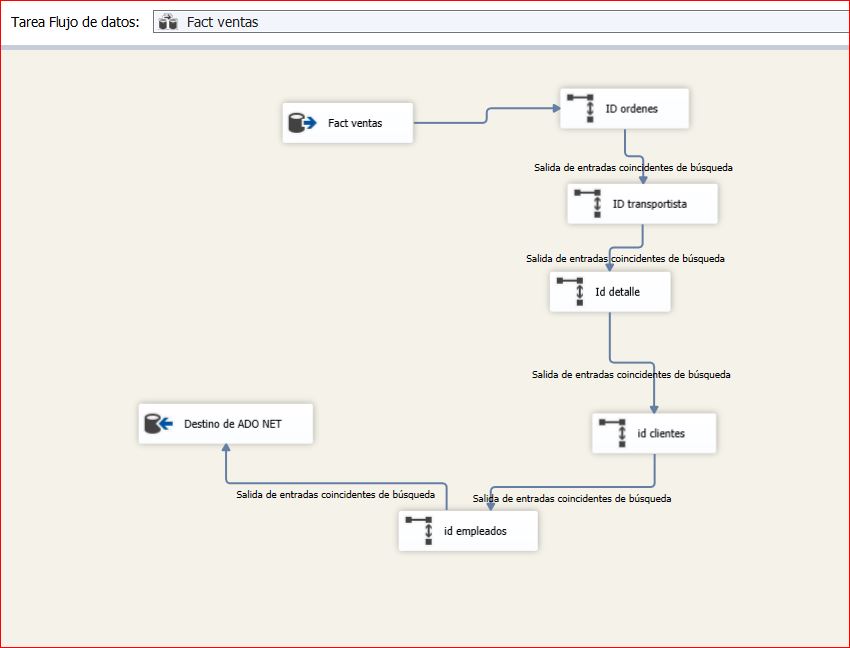 Tarea Flujo de datos:
Fact ventas
Fact ventas
ID ordenes
Salida de entradas coincidentes de búsqueda
ID transportista
Salida de entradas coincidentes de búsqueda
Id detalle
Salida de entradas coincidentes de búsqueda
id clientes
Salida de entradas coincidentes de búsqueda
id empleados
Salida de entradas coincidentes de búsqueda
Destino de ADO NET